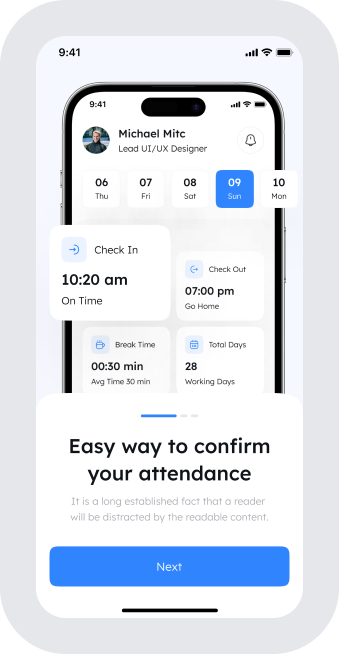 9:41
9:41
Michael Mitc
Lead UI/UX Designer
06 07 08 09 10
Thu Fri Sat Sun Mon
Check In
10:20 am
On Time
Check Out
07:00 pm
Go Home
Break Time
00:30 min
Avg Time 30 min
Total Days
28
Working Days
Easy way to confirm
your attendance
It is a long established fact that a reader
will be distracted by the readable content.
Next